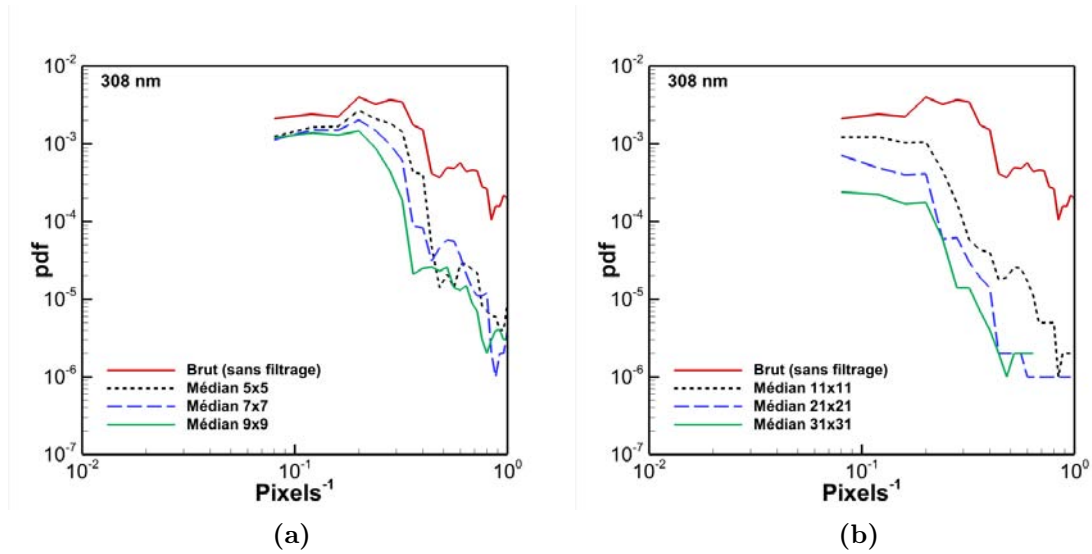 308 nm
10⁻²
10⁻³
10⁻⁴
10⁻⁵
10⁻⁶
10⁻⁷
pdf
Brut (sans filtrage)
Médian 5x5
Médian 7x7
Médian 9x9
10⁻² 10⁻¹ 10⁰
Pixels⁻¹
(a)
308 nm
10⁻²
10⁻³
10⁻⁴
10⁻⁵
10⁻⁶
10⁻⁷
pdf
Brut (sans filtrage)
Médian 11x11
Médian 21x21
Médian 31x31
10⁻² 10⁻¹ 10⁰
Pixels⁻¹
(b)